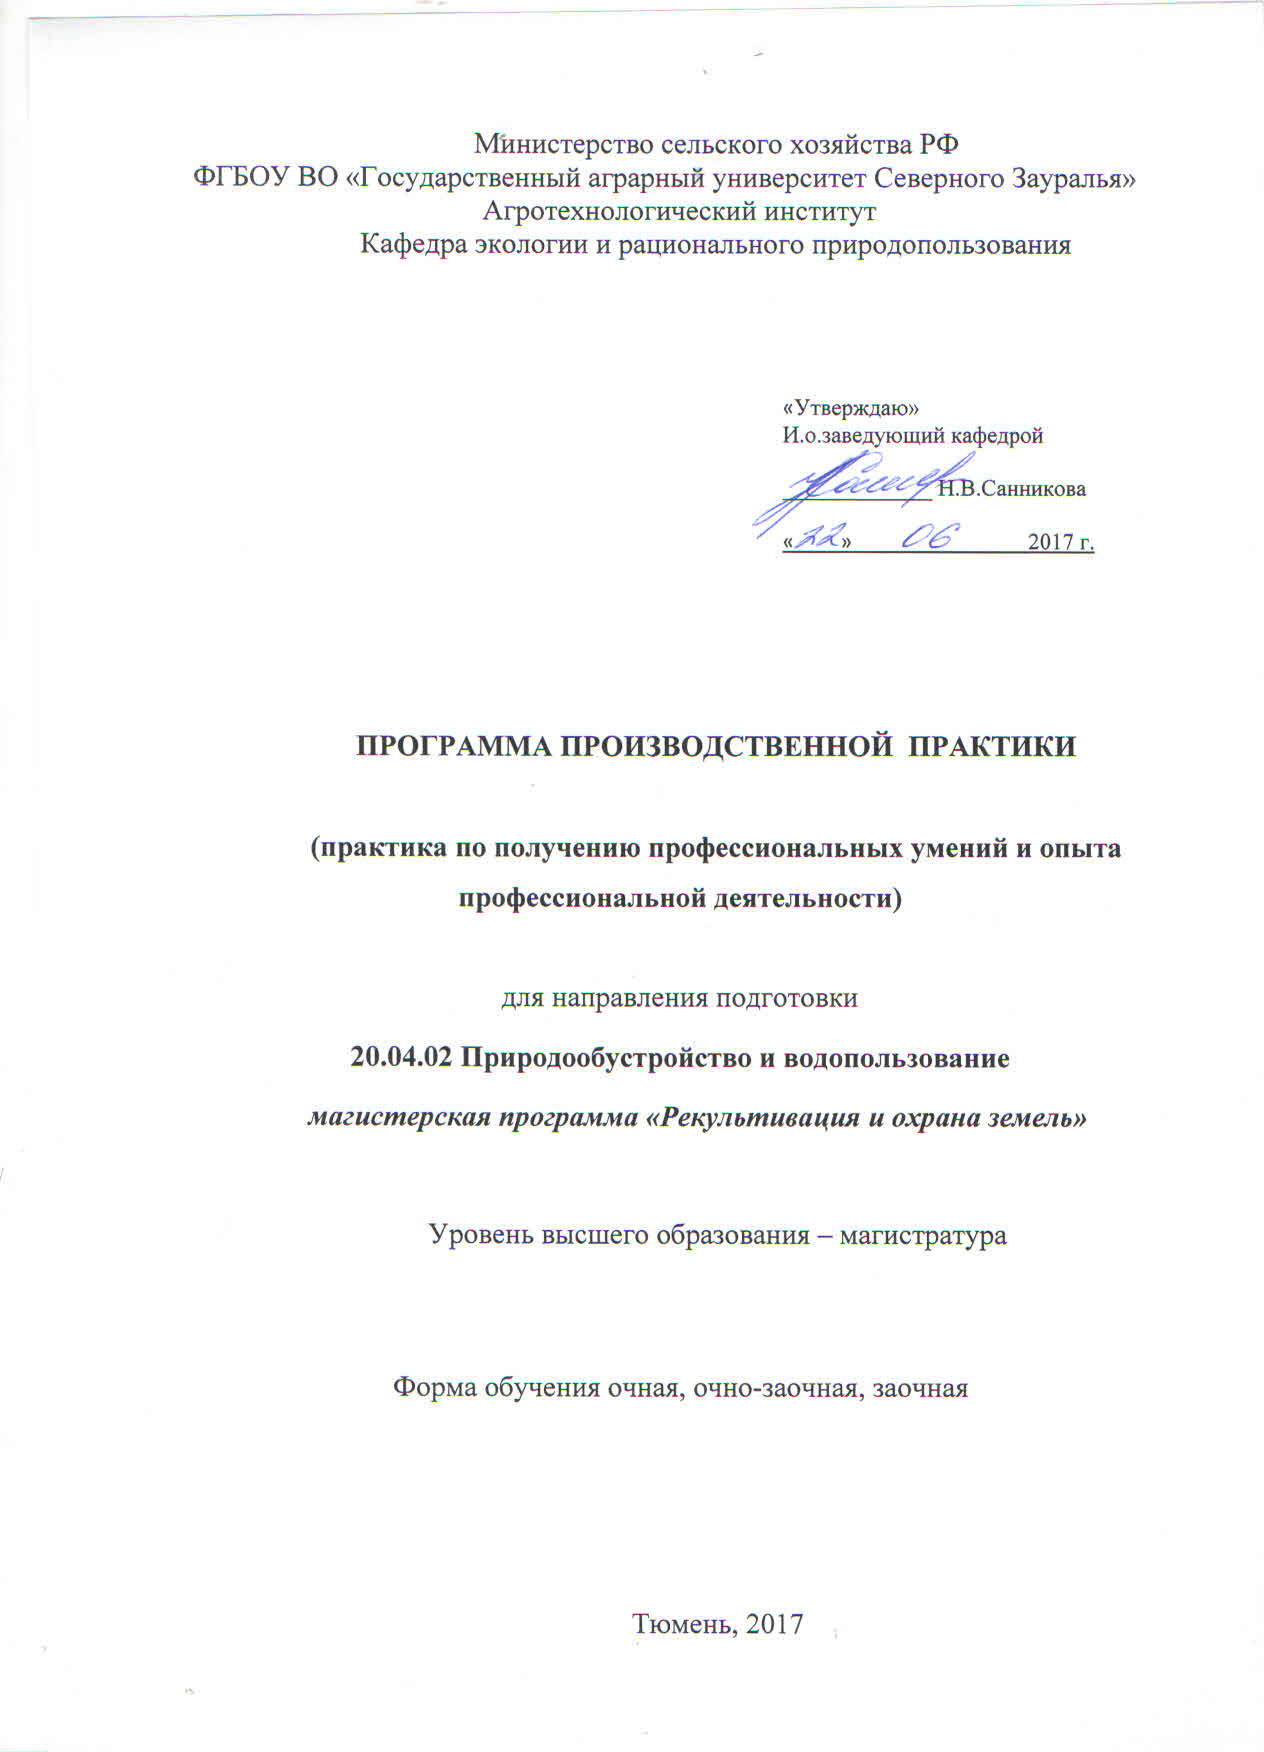 Министерство сельского хозяйства РФ
ФГБОУ ВО «Государственный аграрный университет Северного Зауралья»
Агротехнологический институт
Кафедра экологии и рационального природопользования
«Утверждаю»
И.о.заведующий кафедрой
Н.В.Санникова
«22» 06 2017 г.
ПРОГРАММА ПРОИЗВОДСТВЕННОЙ ПРАКТИКИ
(практика по получению профессиональных умений и опыта
профессиональной деятельности)
для направления подготовки
20.04.02 Природообустройство и водопользование
магистерская программа «Рекультивация и охрана земель»
Уровень высшего образования – магистратура
Форма обучения очная, очно-заочная, заочная
Тюмень, 2017